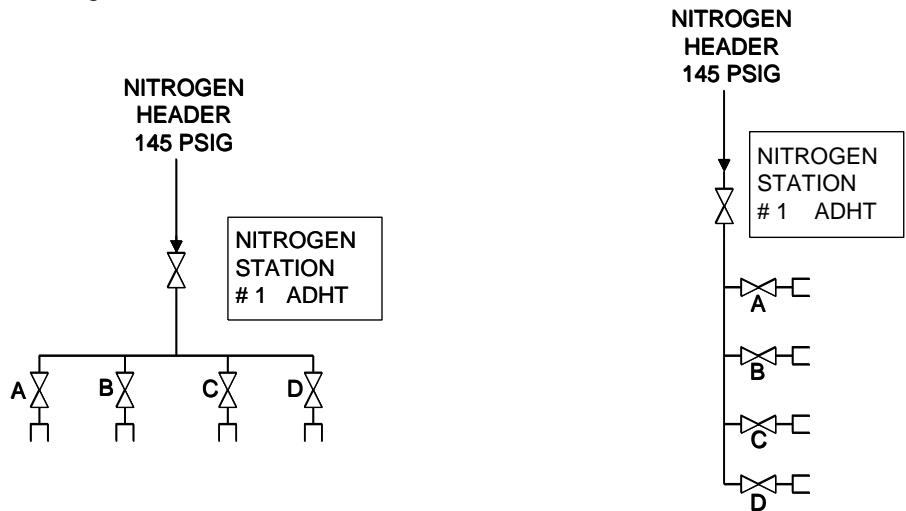 NITROGEN
HEADER
145 PSIG
NITROGEN
STATION
# 1 ADHT
A
B
C
D
NITROGEN
HEADER
145 PSIG
NITROGEN
STATION
# 1 ADHT
A
B
C
D